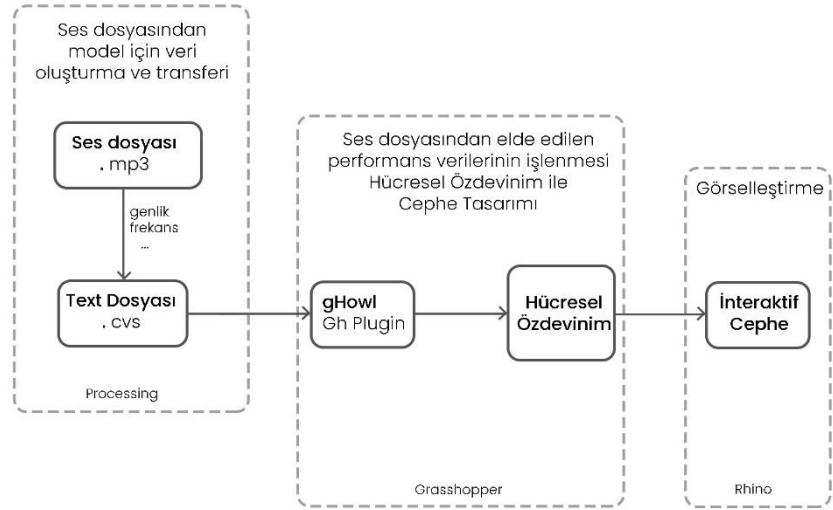 Ses dosyasından
model için veri
oluşturma ve transferi
Ses dosyası
. mp3
genlik
frekans
...
Text Dosyası
. cvs
Processing
Ses dosyasından elde edilen
performans verilerinin işlenmesi
Hücresel Özdevinim ile
Cephe Tasarımı
gHowl
Gh Plugin
Hücresel
Özdevinim
Grasshopper
Görselleştirme
İnteraktif
Cephe
Rhino